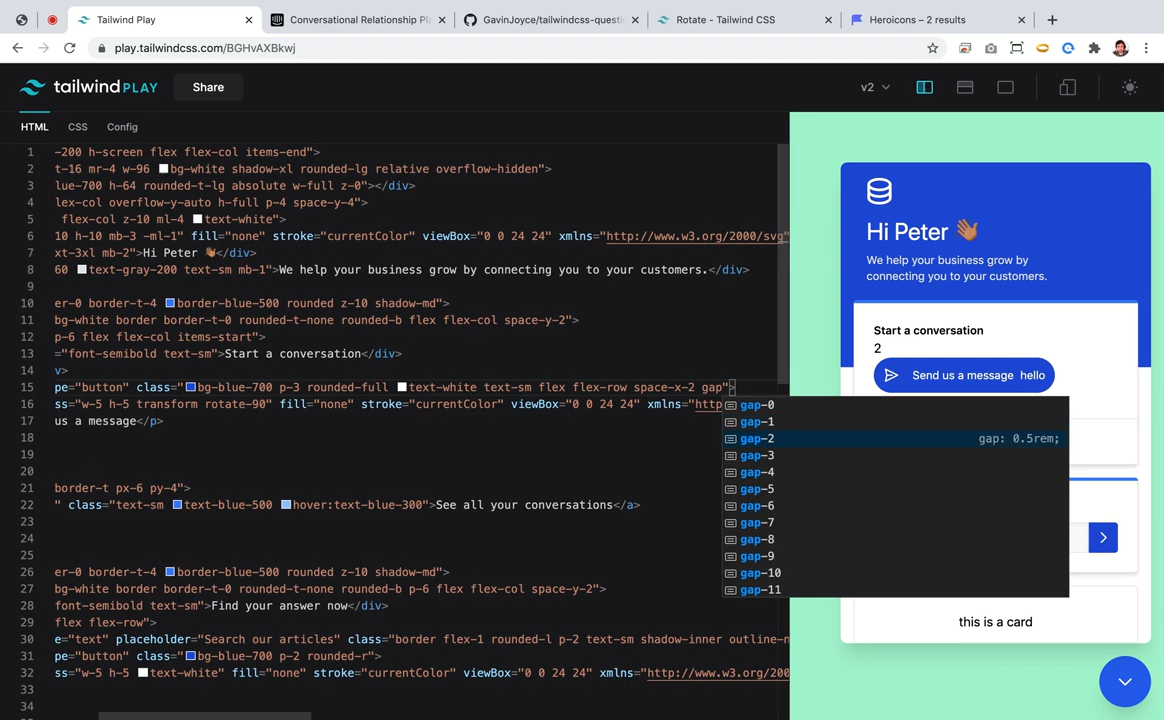 Tailwind Play
Conversational Relationship Pl
GavinJoyce/tailwindcss-questi
Rotate - Tailwind CSS
Heroicons – 2 results
play.tailwindcss.com/BGHvAXBkwj
tailwind PLAY
Share
v2
HTML
CSS
Config
1 -200 h-screen flex flex-col items-end">
2 t-16 mr-4 w-96 bg-white shadow-xl rounded-lg relative overflow-hidden">
3 lue-700 h-64 rounded-t-lg absolute w-full z-0"></div>
4 lex-col overflow-y-auto h-full p-4 space-y-4">
5 flex-col z-10 ml-4 text-white">
6 10 h-10 mb-3 -ml-1" fill="none" stroke="currentColor" viewBox="0 0 24 24" xmlns="http://www.w3.org/2000/svg"
7 xt-3xl mb-2">Hi Peter 👋🏾</div>
8 60 text-gray-200 text-sm mb-1">We help your business grow by connecting you to your customers.</div>
9
10 er-0 border-t-4 border-blue-500 rounded z-10 shadow-md">
11 bg-white border border-t-0 rounded-t-none rounded-b flex flex-col space-y-2">
12 p-6 flex flex-col items-start">
13 ="font-semibold text-sm">Start a conversation</div>
14 v>
15 pe="button" class="bg-blue-700 p-3 rounded-full text-white text-sm flex flex-row space-x-2 gap">
16 ss="w-5 h-5 transform rotate-90" fill="none" stroke="currentColor" viewBox="0 0 24 24" xmlns="http
17 us a message</p>
18
19
20
21 border-t px-6 py-4">
22 " class="text-sm text-blue-500 hover:text-blue-300">See all your conversations</a>
23
24
25
26 er-0 border-t-4 border-blue-500 rounded z-10 shadow-md">
27 bg-white border border-t-0 rounded-t-none rounded-b p-6 flex flex-col space-y-2">
28 font-semibold text-sm">Find your answer now</div>
29 flex flex-row">
30 e="text" placeholder="Search our articles" class="border flex-1 rounded-l p-2 text-sm shadow-inner outline-n
31 pe="button" class="bg-blue-700 p-2 rounded-r">
32 ss="w-5 h-5 text-white" fill="none" stroke="currentColor" viewBox="0 0 24 24" xmlns="http://www.w3.org/200
33
34
gap-0
gap-1
gap-2 gap: 0.5rem;
gap-3
gap-4
gap-5
gap-6
gap-7
gap-8
gap-9
gap-10
gap-11
Hi Peter 👋🏾
We help your business grow by
connecting you to your customers.
Start a conversation
2
Send us a message hello
this is a card